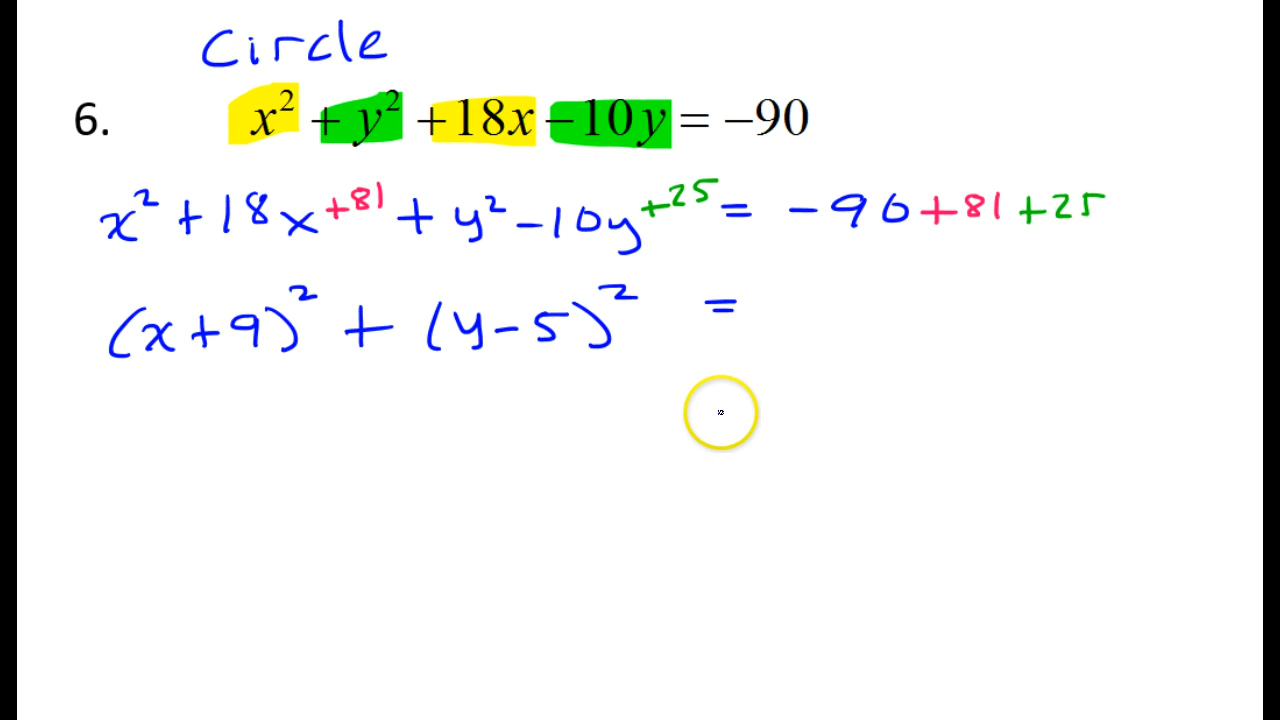 Circle
6. x² + y² + 18x − 10y = −90
x² + 18x +81 + y² − 10y +25 = −90 +81 +25
(x+9)² + (y−5)² =